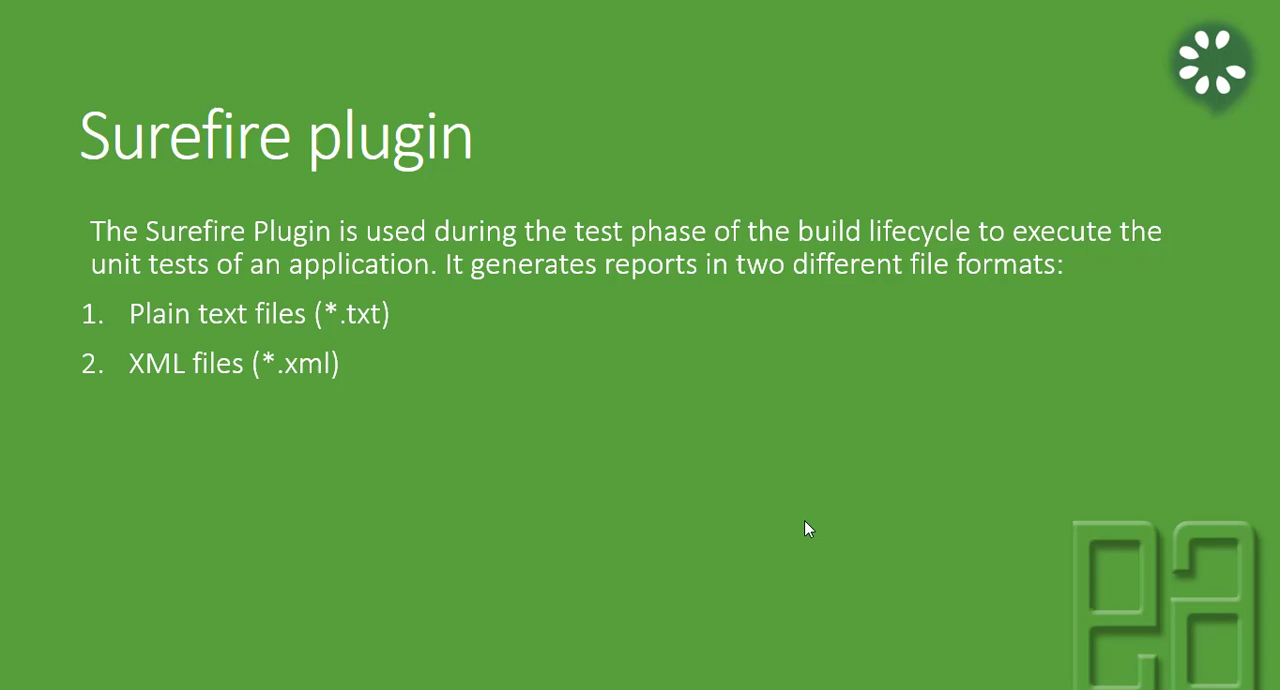 Surefire plugin
The Surefire Plugin is used during the test phase of the build lifecycle to execute the
unit tests of an application. It generates reports in two different file formats:
1. Plain text files (*.txt)
2. XML files (*.xml)